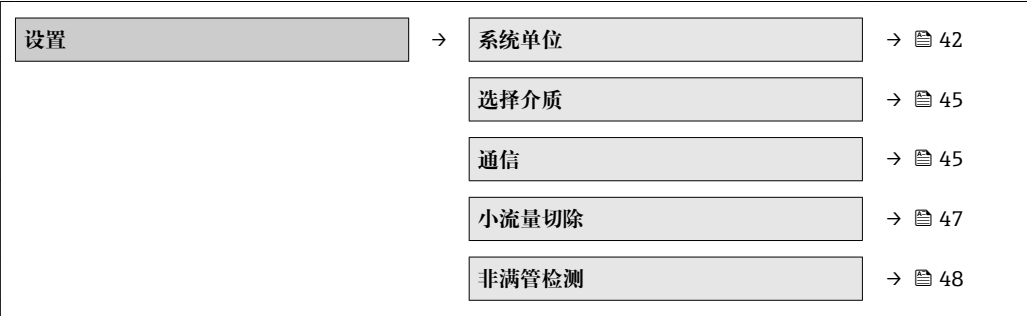 设置 → 系统单位 → 42
选择介质 → 45
通信 → 45
小流量切除 → 47
非满管检测 → 48